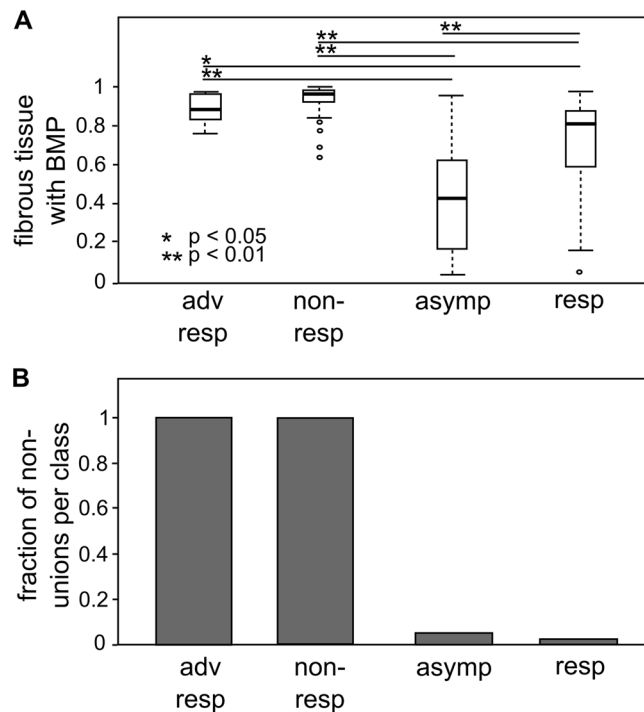 A
**
**
**
*
**
fibrous tissue
with BMP
1
0.8
0.6
0.4
0.2
0
* p < 0.05
** p < 0.01
adv
resp
non-
resp
asymp
resp
B
fraction of non-
unions per class
1
0.8
0.6
0.4
0.2
0
adv
resp
non-
resp
asymp
resp